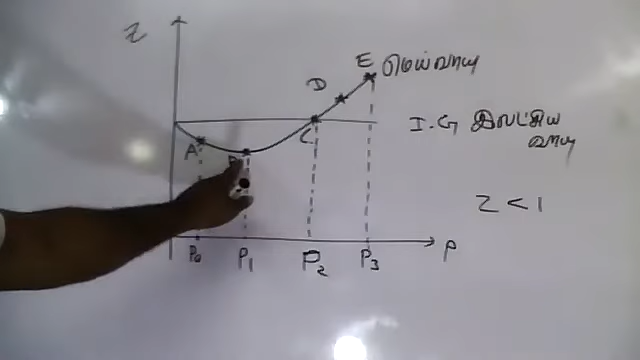 Z
E மெய்வாயு
D
I.G இலட்சிய
வாயு
A
C
Z < 1
P₀ P₁ P₂ P₃ P